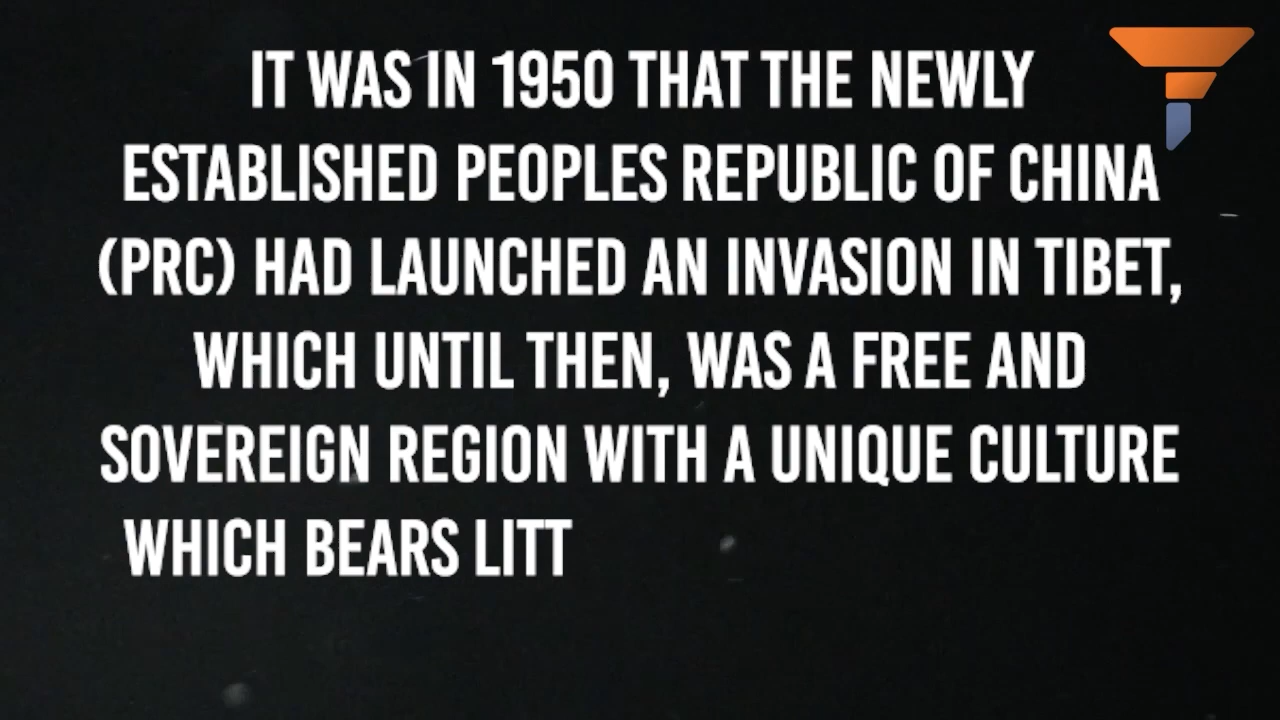 IT WAS IN 1950 THAT THE NEWLY
ESTABLISHED PEOPLES REPUBLIC OF CHINA
(PRC) HAD LAUNCHED AN INVASION IN TIBET,
WHICH UNTIL THEN, WAS A FREE AND
SOVEREIGN REGION WITH A UNIQUE CULTURE
WHICH BEARS LITT